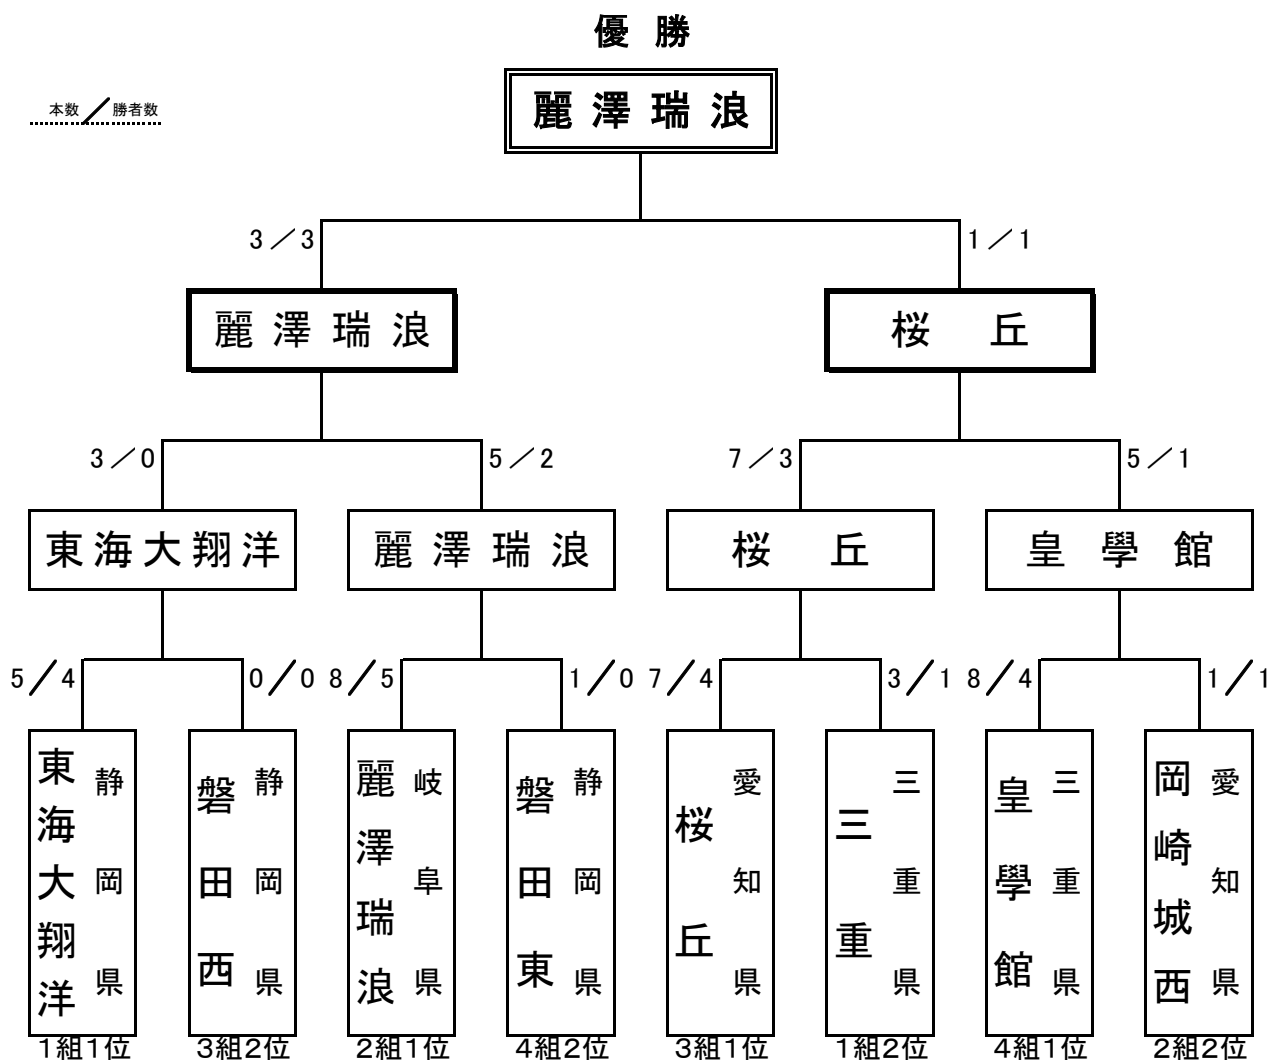 優勝
麗澤瑞浪
本数／勝者数
3／3
1／1
麗澤瑞浪
桜丘
3／0
5／2
7／3
5／1
東海大翔洋
麗澤瑞浪
桜丘
皇學館
5／4
0／0
8／5
1／0
7／4
3／1
8／4
1／1
東海大翔洋
静岡県
磐田西
静岡県
麗澤瑞浪
岐阜県
磐田東
静岡県
桜丘
愛知県
三重
三重県
皇學館
三重県
岡崎城西
愛知県
1組1位
3組2位
2組1位
4組2位
3組1位
1組2位
4組1位
2組2位